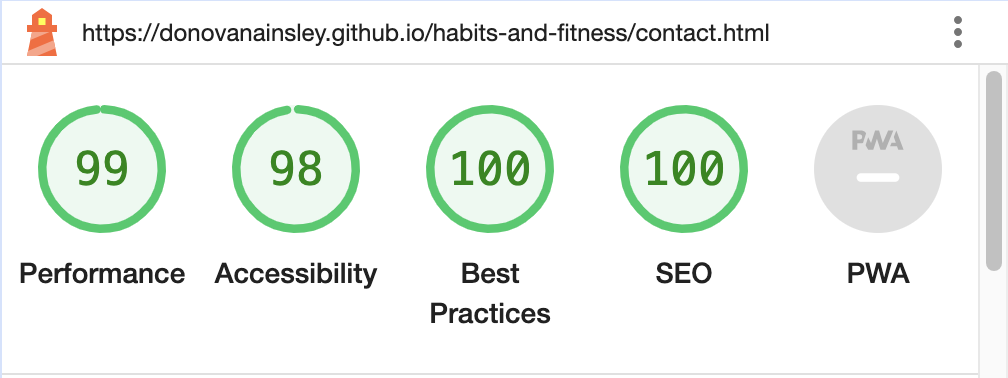 https://donovanainsley.github.io/habits-and-fitness/contact.html
99
98
100
100
PWA
Performance
Accessibility
Best
Practices
SEO
PWA